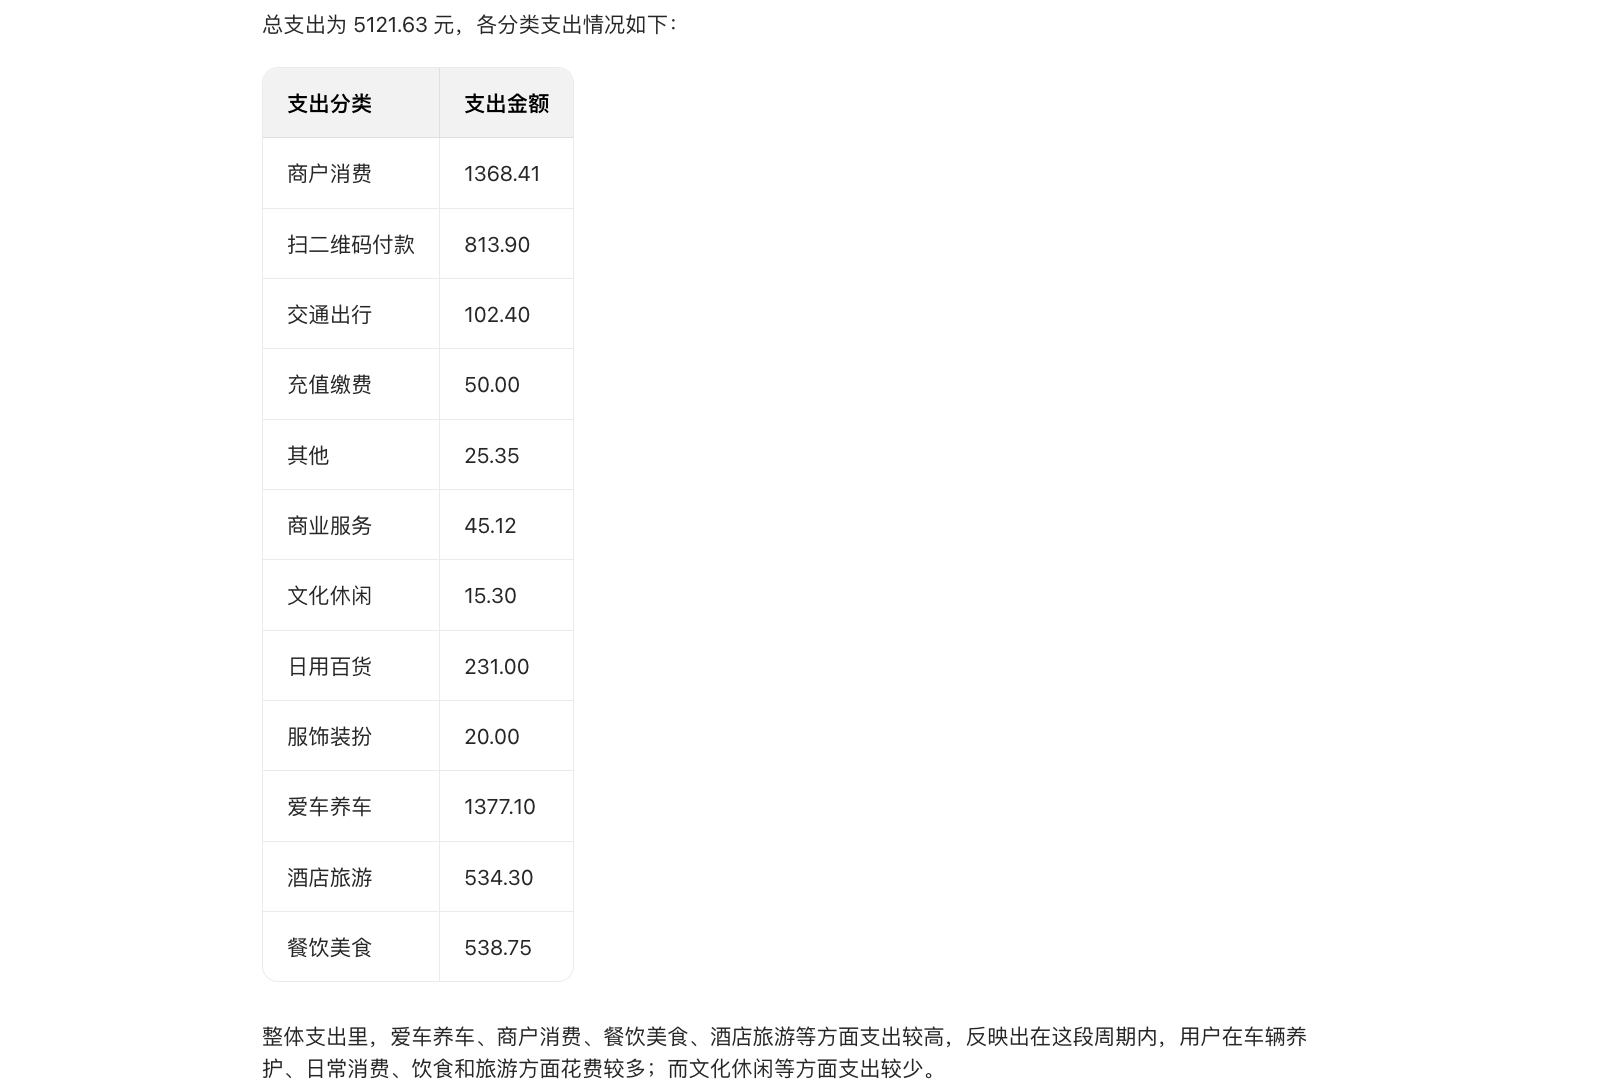 总支出为 5121.63 元，各分类支出情况如下：
支出分类 支出金额
商户消费 1368.41
扫二维码付款 813.90
交通出行 102.40
充值缴费 50.00
其他 25.35
商业服务 45.12
文化休闲 15.30
日用百货 231.00
服饰装扮 20.00
爱车养车 1377.10
酒店旅游 534.30
餐饮美食 538.75
整体支出里，爱车养车、商户消费、餐饮美食、酒店旅游等方面支出较高，反映出在这段周期内，用户在车辆养
护、日常消费、饮食和旅游方面花费较多；而文化休闲等方面支出较少。